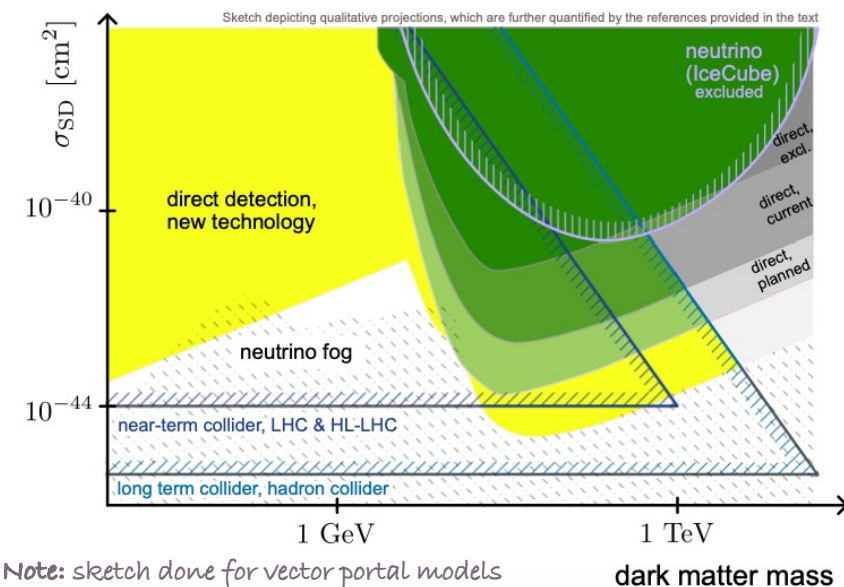 Sketch depicting qualitative projections, which are further quantified by the references provided in the text
σSD [cm²]
neutrino
(IceCube)
excluded
direct,
excl.
direct detection,
new technology
10⁻⁴⁰
direct,
current
direct,
planned
neutrino fog
10⁻⁴⁴
near-term collider, LHC & HL-LHC
long term collider, hadron collider
1 GeV
1 TeV
Note: sketch done for vector portal models
dark matter mass